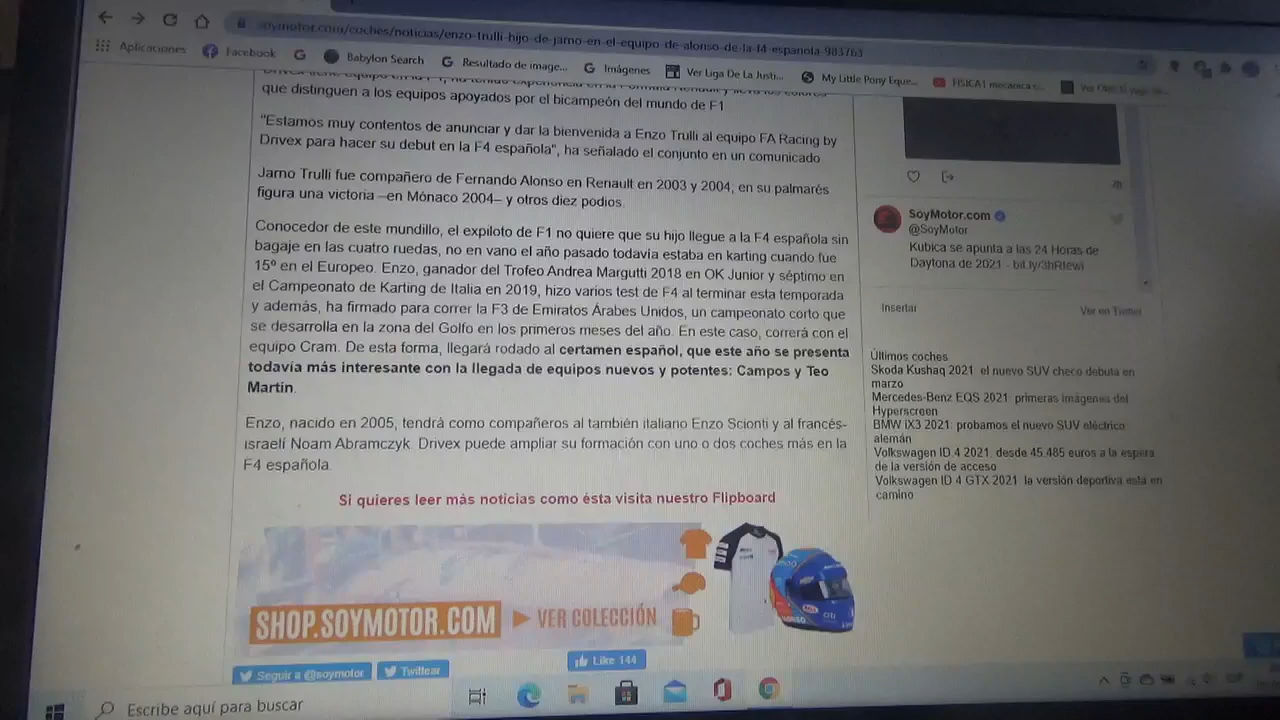 soymotor.com/coches/noticias/enzo-trulli-hijo-de-jarno-en-el-equipo-de-alonso-de-la-f4-espanola-983763
Aplicaciones Facebook Babylon Search Resultado de image... Imágenes Ver Liga De La Justi... My Little Pony Eque... FISICA1 mecanica c...
que distinguen a los equipos apoyados por el bicampeón del mundo de F1
"Estamos muy contentos de anunciar y dar la bienvenida a Enzo Trulli al equipo FA Racing by
Drivex para hacer su debut en la F4 española", ha señalado el conjunto en un comunicado
Jarno Trulli fue compañero de Fernando Alonso en Renault en 2003 y 2004; en su palmarés
figura una victoria –en Mónaco 2004– y otros diez podios.
Conocedor de este mundillo, el expiloto de F1 no quiere que su hijo llegue a la F4 española sin
bagaje en las cuatro ruedas, no en vano el año pasado todavía estaba en karting cuando fue
15º en el Europeo. Enzo, ganador del Trofeo Andrea Margutti 2018 en OK Junior y séptimo en
el Campeonato de Karting de Italia en 2019, hizo varios test de F4 al terminar esta temporada
y además, ha firmado para correr la F3 de Emiratos Árabes Unidos, un campeonato corto que
se desarrolla en la zona del Golfo en los primeros meses del año. En este caso, correrá con el
equipo Cram. De esta forma, llegará rodado al certamen español, que este año se presenta
todavía más interesante con la llegada de equipos nuevos y potentes: Campos y Teo
Martín.
Enzo, nacido en 2005, tendrá como compañeros al también italiano Enzo Scionti y al francés-
israelí Noam Abramczyk. Drivex puede ampliar su formación con uno o dos coches más en la
F4 española.
Si quieres leer más noticias como ésta visita nuestro Flipboard
SHOP.SOYMOTOR.COM VER COLECCIÓN
Seguir a @soymotor Twittear Like 144
SoyMotor.com
@SoyMotor
Kubica se apunta a las 24 Horas de
Daytona de 2021 -
Insertar Ver en Twitter
Últimos coches
Skoda Kushaq 2021 el nuevo SUV checo debuta en
marzo
Mercedes-Benz EQS 2021: primeras imágenes del
Hyperscreen
BMW iX3 2021: probamos el nuevo SUV eléctrico
alemán
Volkswagen ID.4 2021, desde 45.485 euros a la espera
de la versión de acceso
Volkswagen ID 4 GTX 2021 la versión deportiva está en
camino
Escribe aquí para buscar